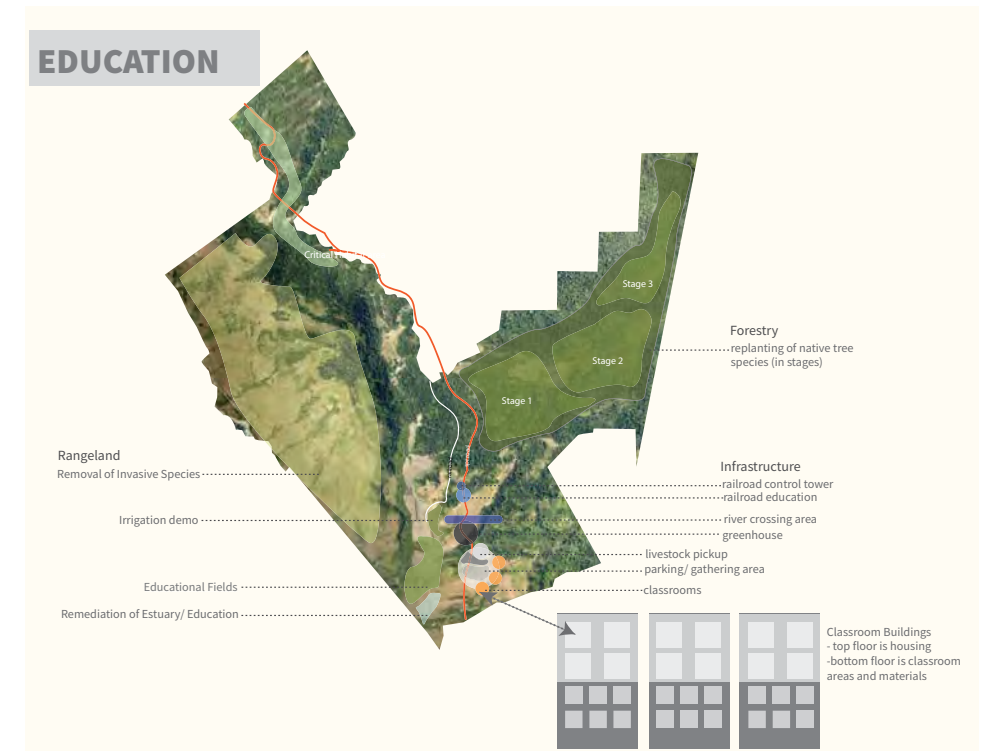 EDUCATION
Critical
Stage 3
Stage 2
Stage 1
Forestry
replanting of native tree
species (in stages)
Rangeland
Removal of Invasive Species
Irrigation demo
Educational Fields
Remediation of Estuary/ Education
Infrastructure
railroad control tower
railroad education
river crossing area
greenhouse
livestock pickup
parking/ gathering area
classrooms
Classroom Buildings
- top floor is housing
-bottom floor is classroom
areas and materials